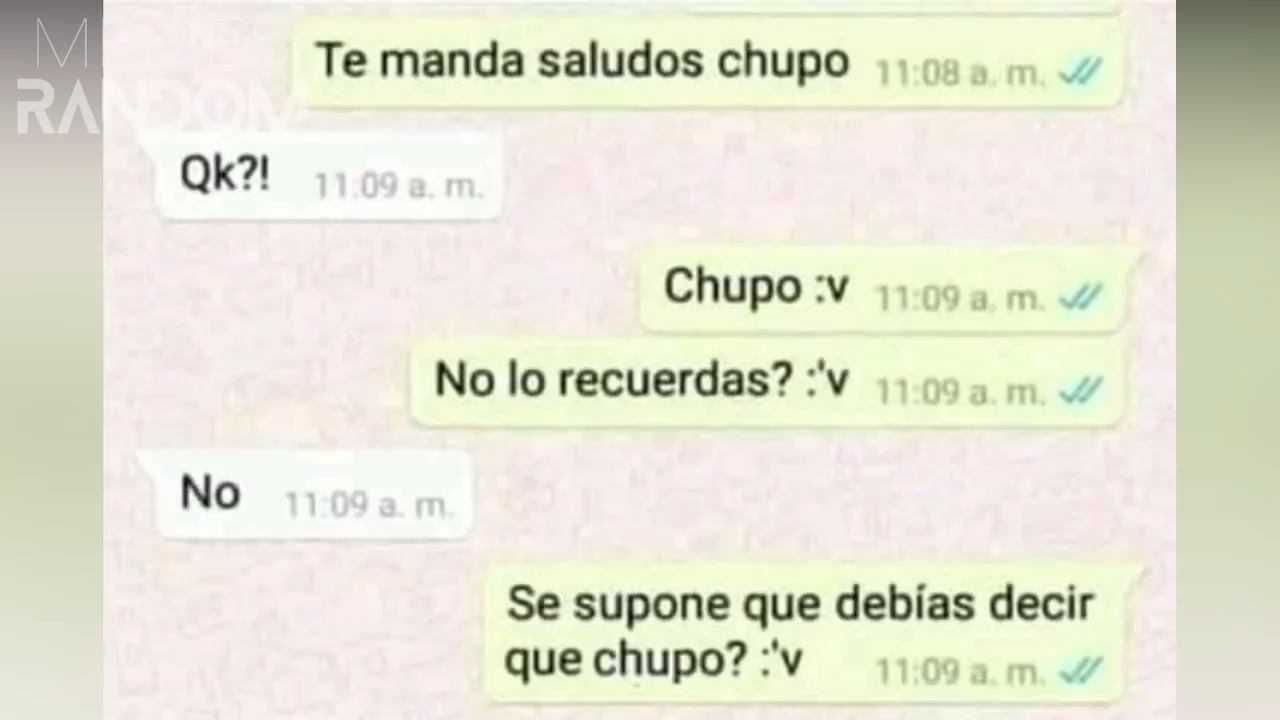 RANDOM
Te manda saludos chupo 11:08 a. m.
Qk?! 11:09 a. m.
Chupo :v 11:09 a. m.
No lo recuerdas? :'v 11:09 a. m.
No 11:09 a. m.
Se supone que debías decir
que chupo? :'v 11:09 a. m.